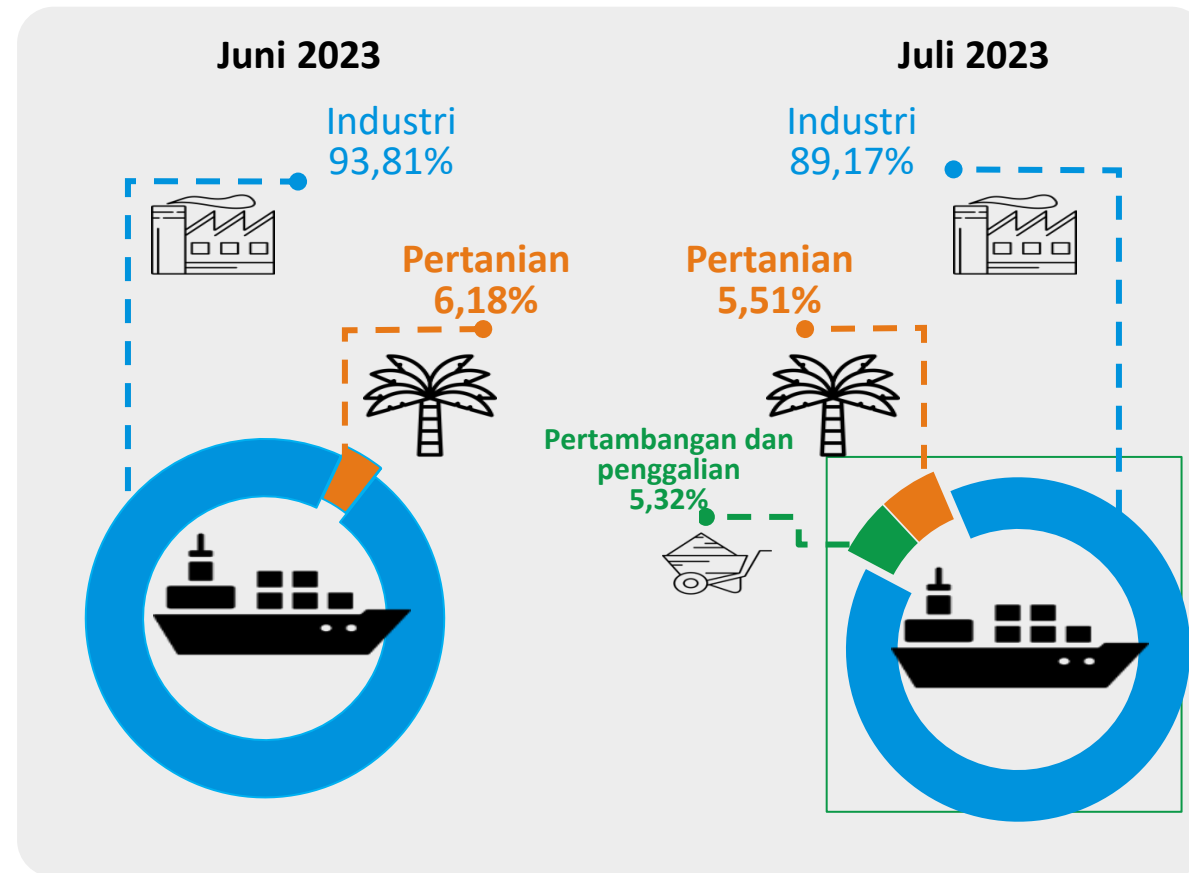 Juni 2023
Industri
93,81%
Pertanian
6,18%
Juli 2023
Industri
89,17%
Pertanian
5,51%
Pertambangan dan
penggalian
5,32%